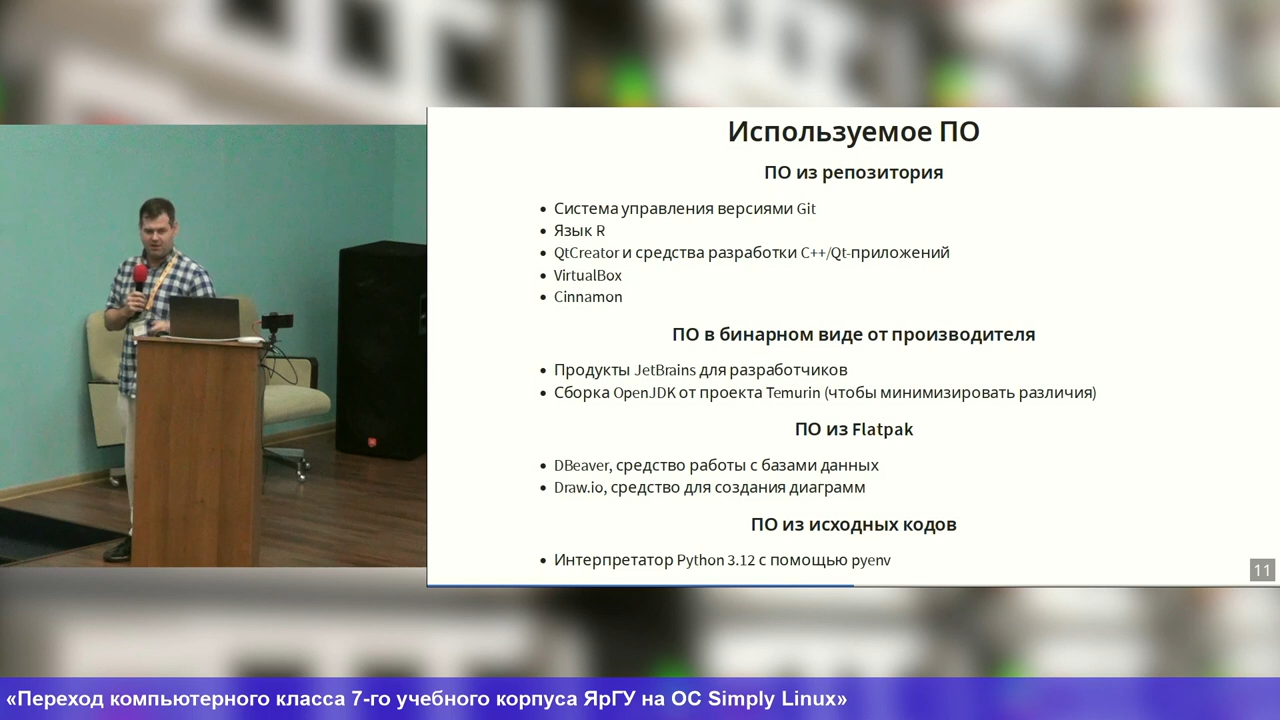 Используемое ПО
ПО из репозитория
• Система управления версиями Git
• Язык R
• QtCreator и средства разработки C++/Qt-приложений
• VirtualBox
• Cinnamon
ПО в бинарном виде от производителя
• Продукты JetBrains для разработчиков
• Сборка OpenJDK от проекта Temurin (чтобы минимизировать различия)
ПО из Flatpak
• DBeaver, средство работы с базами данных
• Draw.io, средство для создания диаграмм
ПО из исходных кодов
• Интерпретатор Python 3.12 с помощью pyenv
11
«Переход компьютерного класса 7-го учебного корпуса ЯрГУ на ОС Simply Linux»